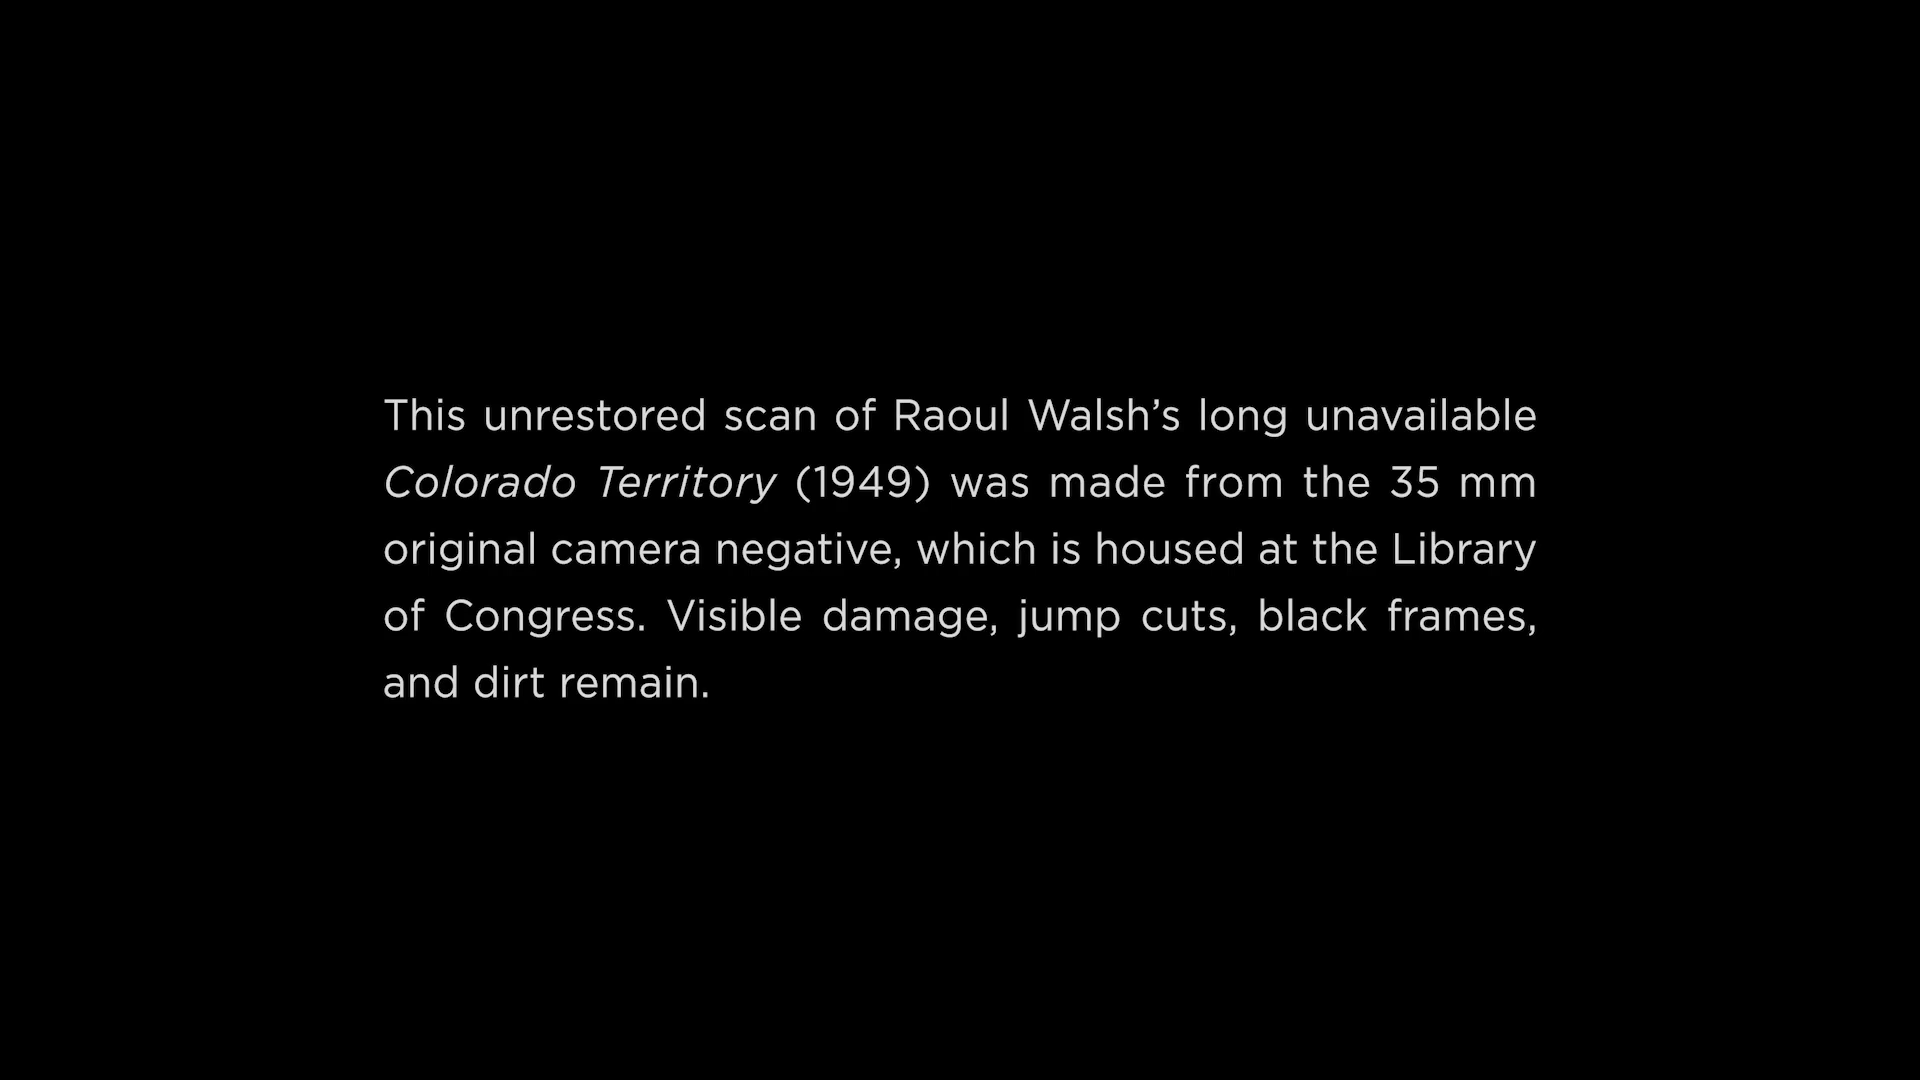 This unrestored scan of Raoul Walsh’s long unavailable
Colorado Territory (1949) was made from the 35 mm
original camera negative, which is housed at the Library
of Congress. Visible damage, jump cuts, black frames,
and dirt remain.